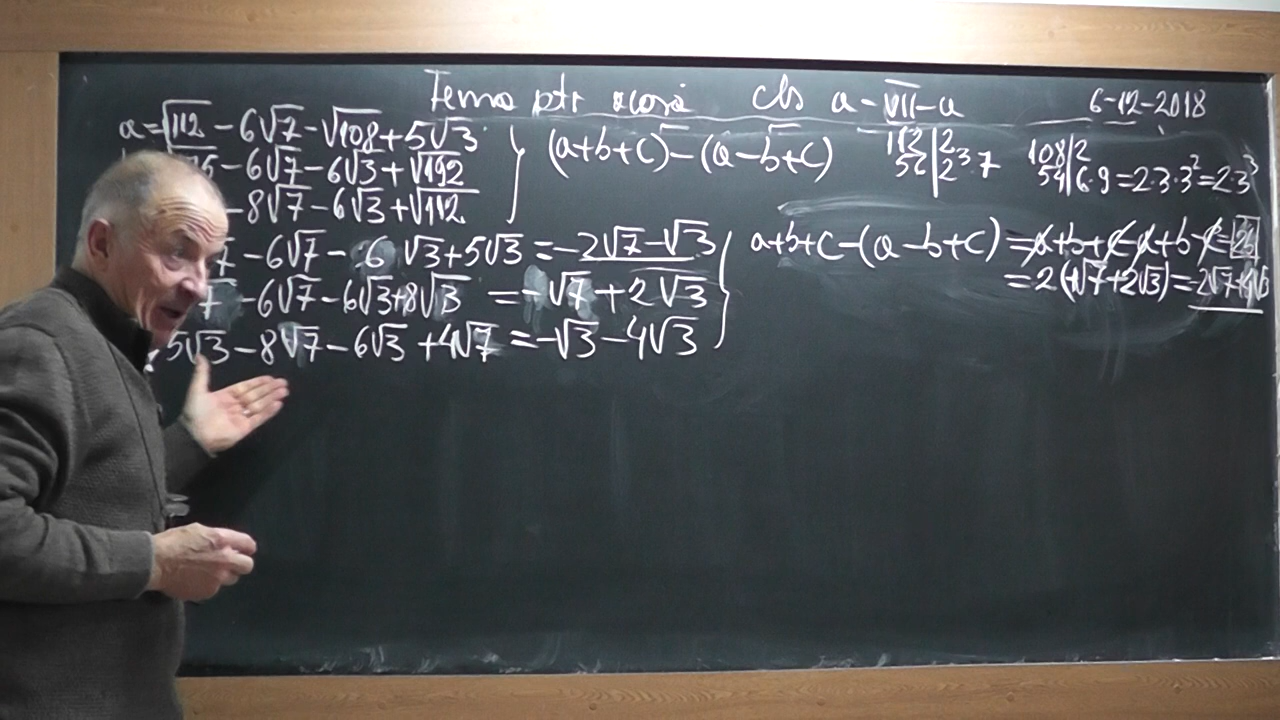 Tema ptr acasă cls a-VII-a 6-12-2018
a=√112 - 6√7 - √108 + 5√3
- 6√7 - 6√3 + √192
- 8√7 - 6√3 + √112
(a+b+c) - (a-b+c)
112|2
56|2³ 7
108|2
54|6·9=2·3·3²=2·3³
- 6√7 - 6√3 + 5√3 = -2√7 - √3
- 6√7 - 6√3 + 8√3 = -√7 + 2√3
5√3 - 8√7 - 6√3 + 4√7 = -√3 - 4√3
a+b+c-(a-b+c) = a+b+c-a+b-c = 2b
= 2(-√7+2√3) = -2√7+4√3